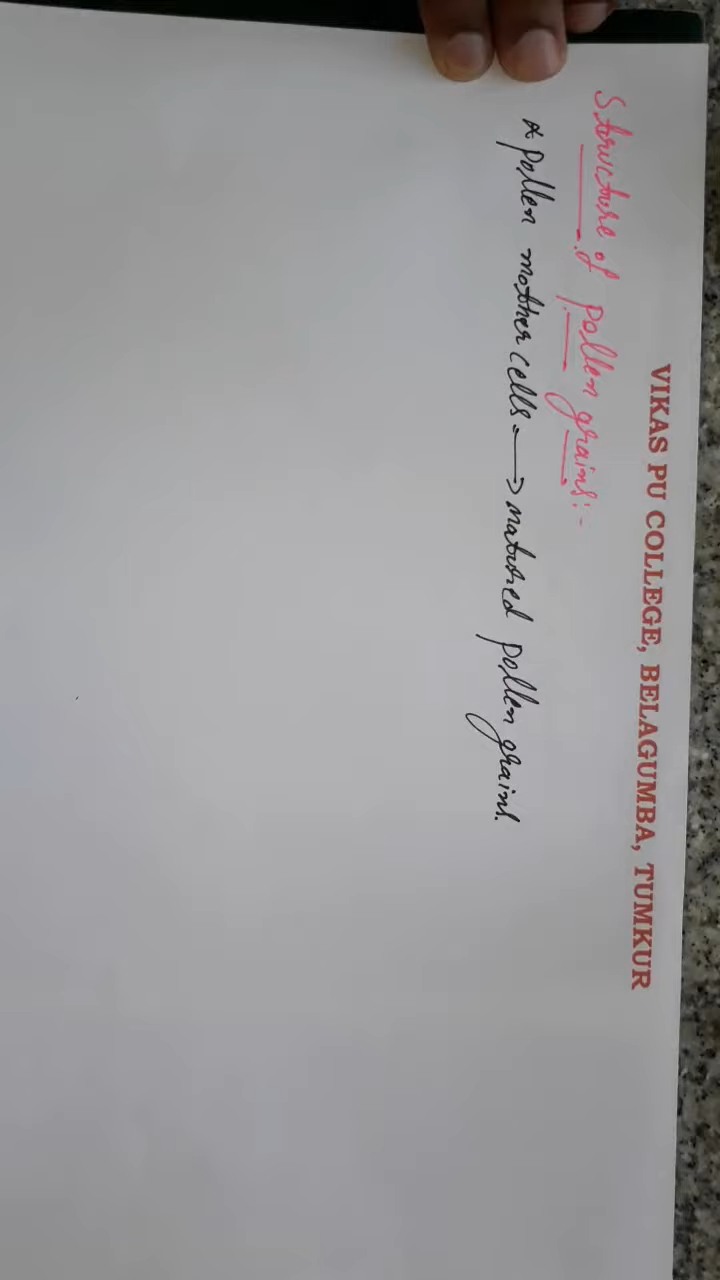 VIKAS PU COLLEGE, BELAGUMBA, TUMKUR
Structure of pollen grains:-
* Pollen mother cells → matured pollen grains.